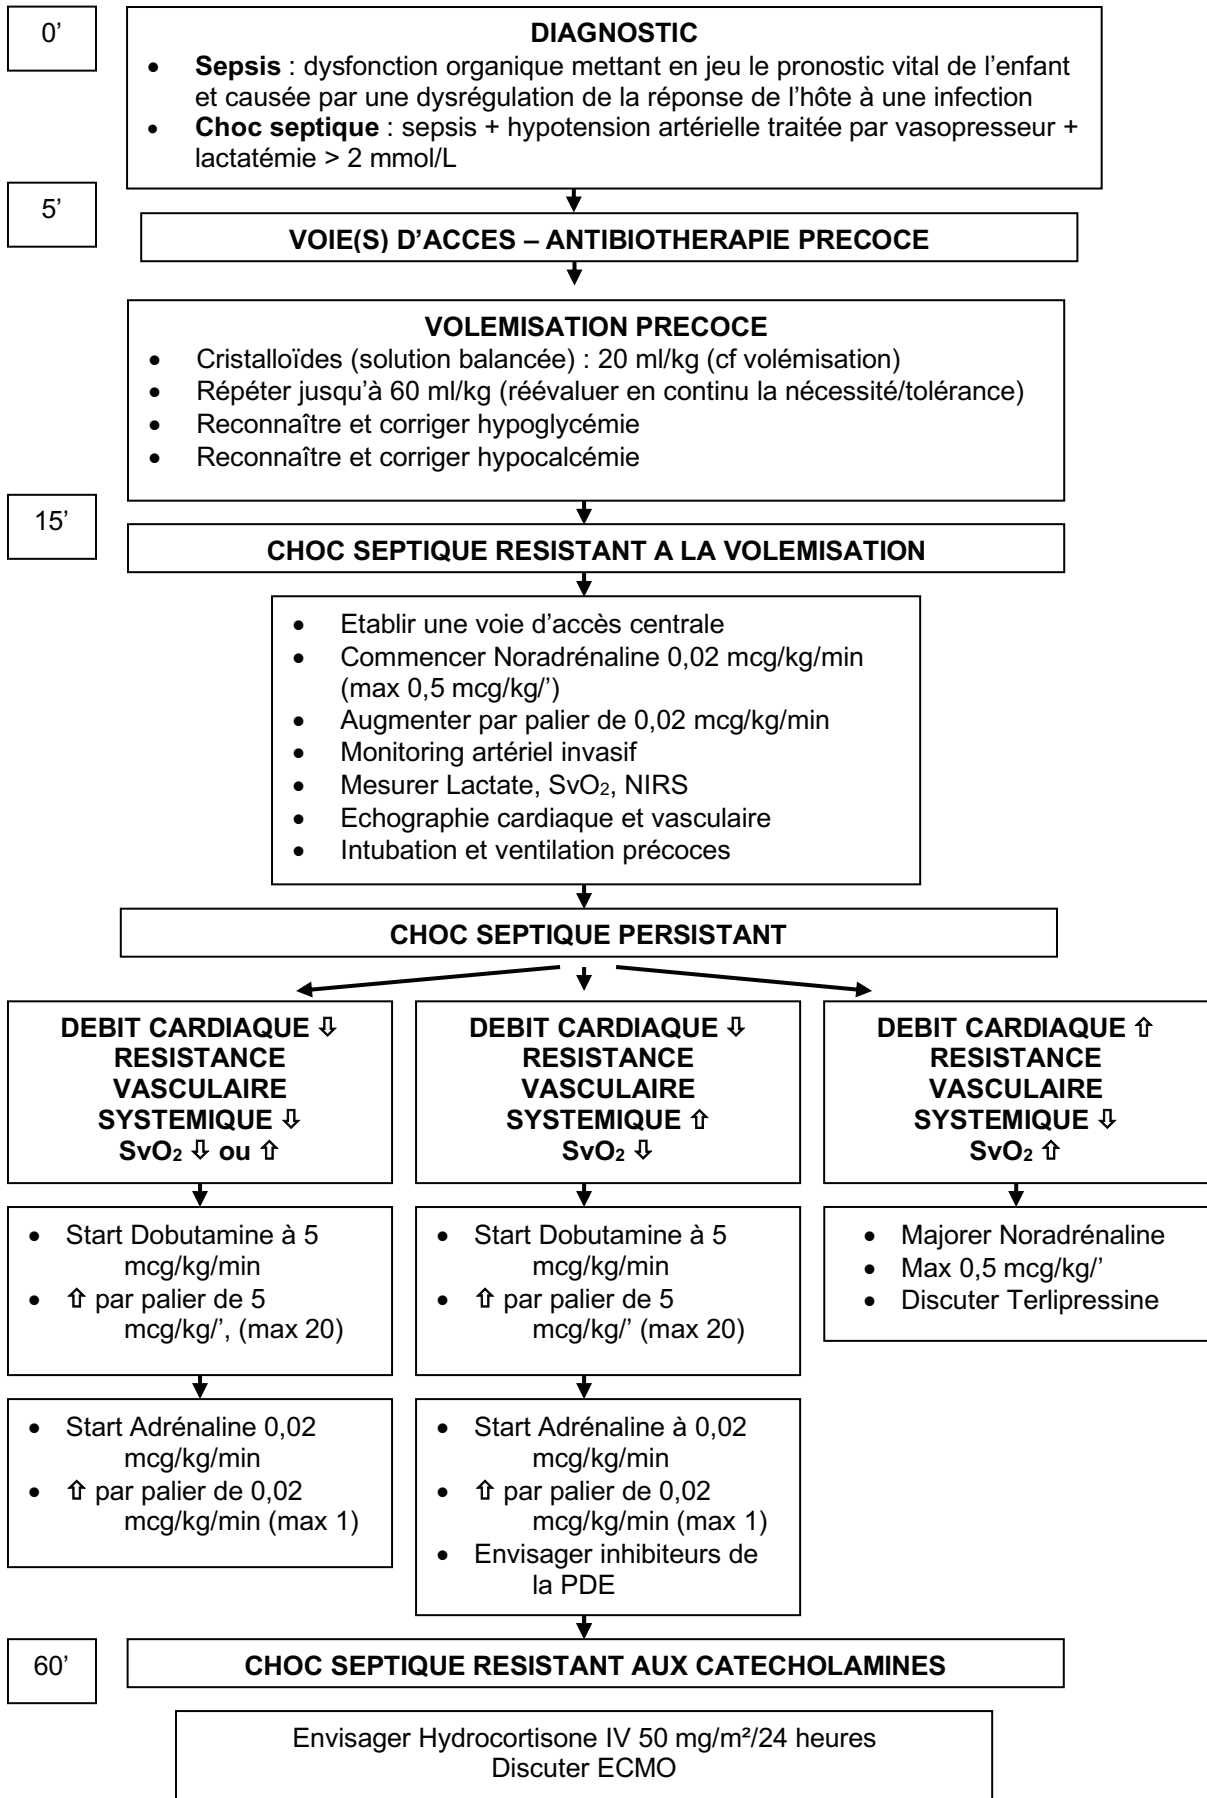 0’
DIAGNOSTIC
• Sepsis : dysfonction organique mettant en jeu le pronostic vital de l’enfant
et causée par une dysrégulation de la réponse de l’hôte à une infection
• Choc septique : sepsis + hypotension artérielle traitée par vasopresseur +
lactatémie > 2 mmol/L
5’
VOIE(S) D’ACCES – ANTIBIOTHERAPIE PRECOCE
VOLEMISATION PRECOCE
• Cristalloïdes (solution balancée) : 20 ml/kg (cf volémisation)
• Répéter jusqu’à 60 ml/kg (réévaluer en continu la nécessité/tolérance)
• Reconnaître et corriger hypoglycémie
• Reconnaître et corriger hypocalcémie
15’
CHOC SEPTIQUE RESISTANT A LA VOLEMISATION
• Etablir une voie d’accès centrale
• Commencer Noradrénaline 0,02 mcg/kg/min
(max 0,5 mcg/kg/’)
• Augmenter par palier de 0,02 mcg/kg/min
• Monitoring artériel invasif
• Mesurer Lactate, SvO₂, NIRS
• Echographie cardiaque et vasculaire
• Intubation et ventilation précoces
CHOC SEPTIQUE PERSISTANT
DEBIT CARDIAQUE ⇩
RESISTANCE
VASCULAIRE
SYSTEMIQUE ⇩
SvO₂ ⇩ ou ⇧
• Start Dobutamine à 5
mcg/kg/min
• ⇧ par palier de 5
mcg/kg/’, (max 20)
• Start Adrénaline 0,02
mcg/kg/min
• ⇧ par palier de 0,02
mcg/kg/min (max 1)
DEBIT CARDIAQUE ⇩
RESISTANCE
VASCULAIRE
SYSTEMIQUE ⇧
SvO₂ ⇩
• Start Dobutamine à 5
mcg/kg/min
• ⇧ par palier de 5
mcg/kg/’ (max 20)
• Start Adrénaline à 0,02
mcg/kg/min
• ⇧ par palier de 0,02
mcg/kg/min (max 1)
• Envisager inhibiteurs de
la PDE
DEBIT CARDIAQUE ⇧
RESISTANCE
VASCULAIRE
SYSTEMIQUE ⇩
SvO₂ ⇧
• Majorer Noradrénaline
• Max 0,5 mcg/kg/’
• Discuter Terlipressine
60’
CHOC SEPTIQUE RESISTANT AUX CATECHOLAMINES
Envisager Hydrocortisone IV 50 mg/m²/24 heures
Discuter ECMO